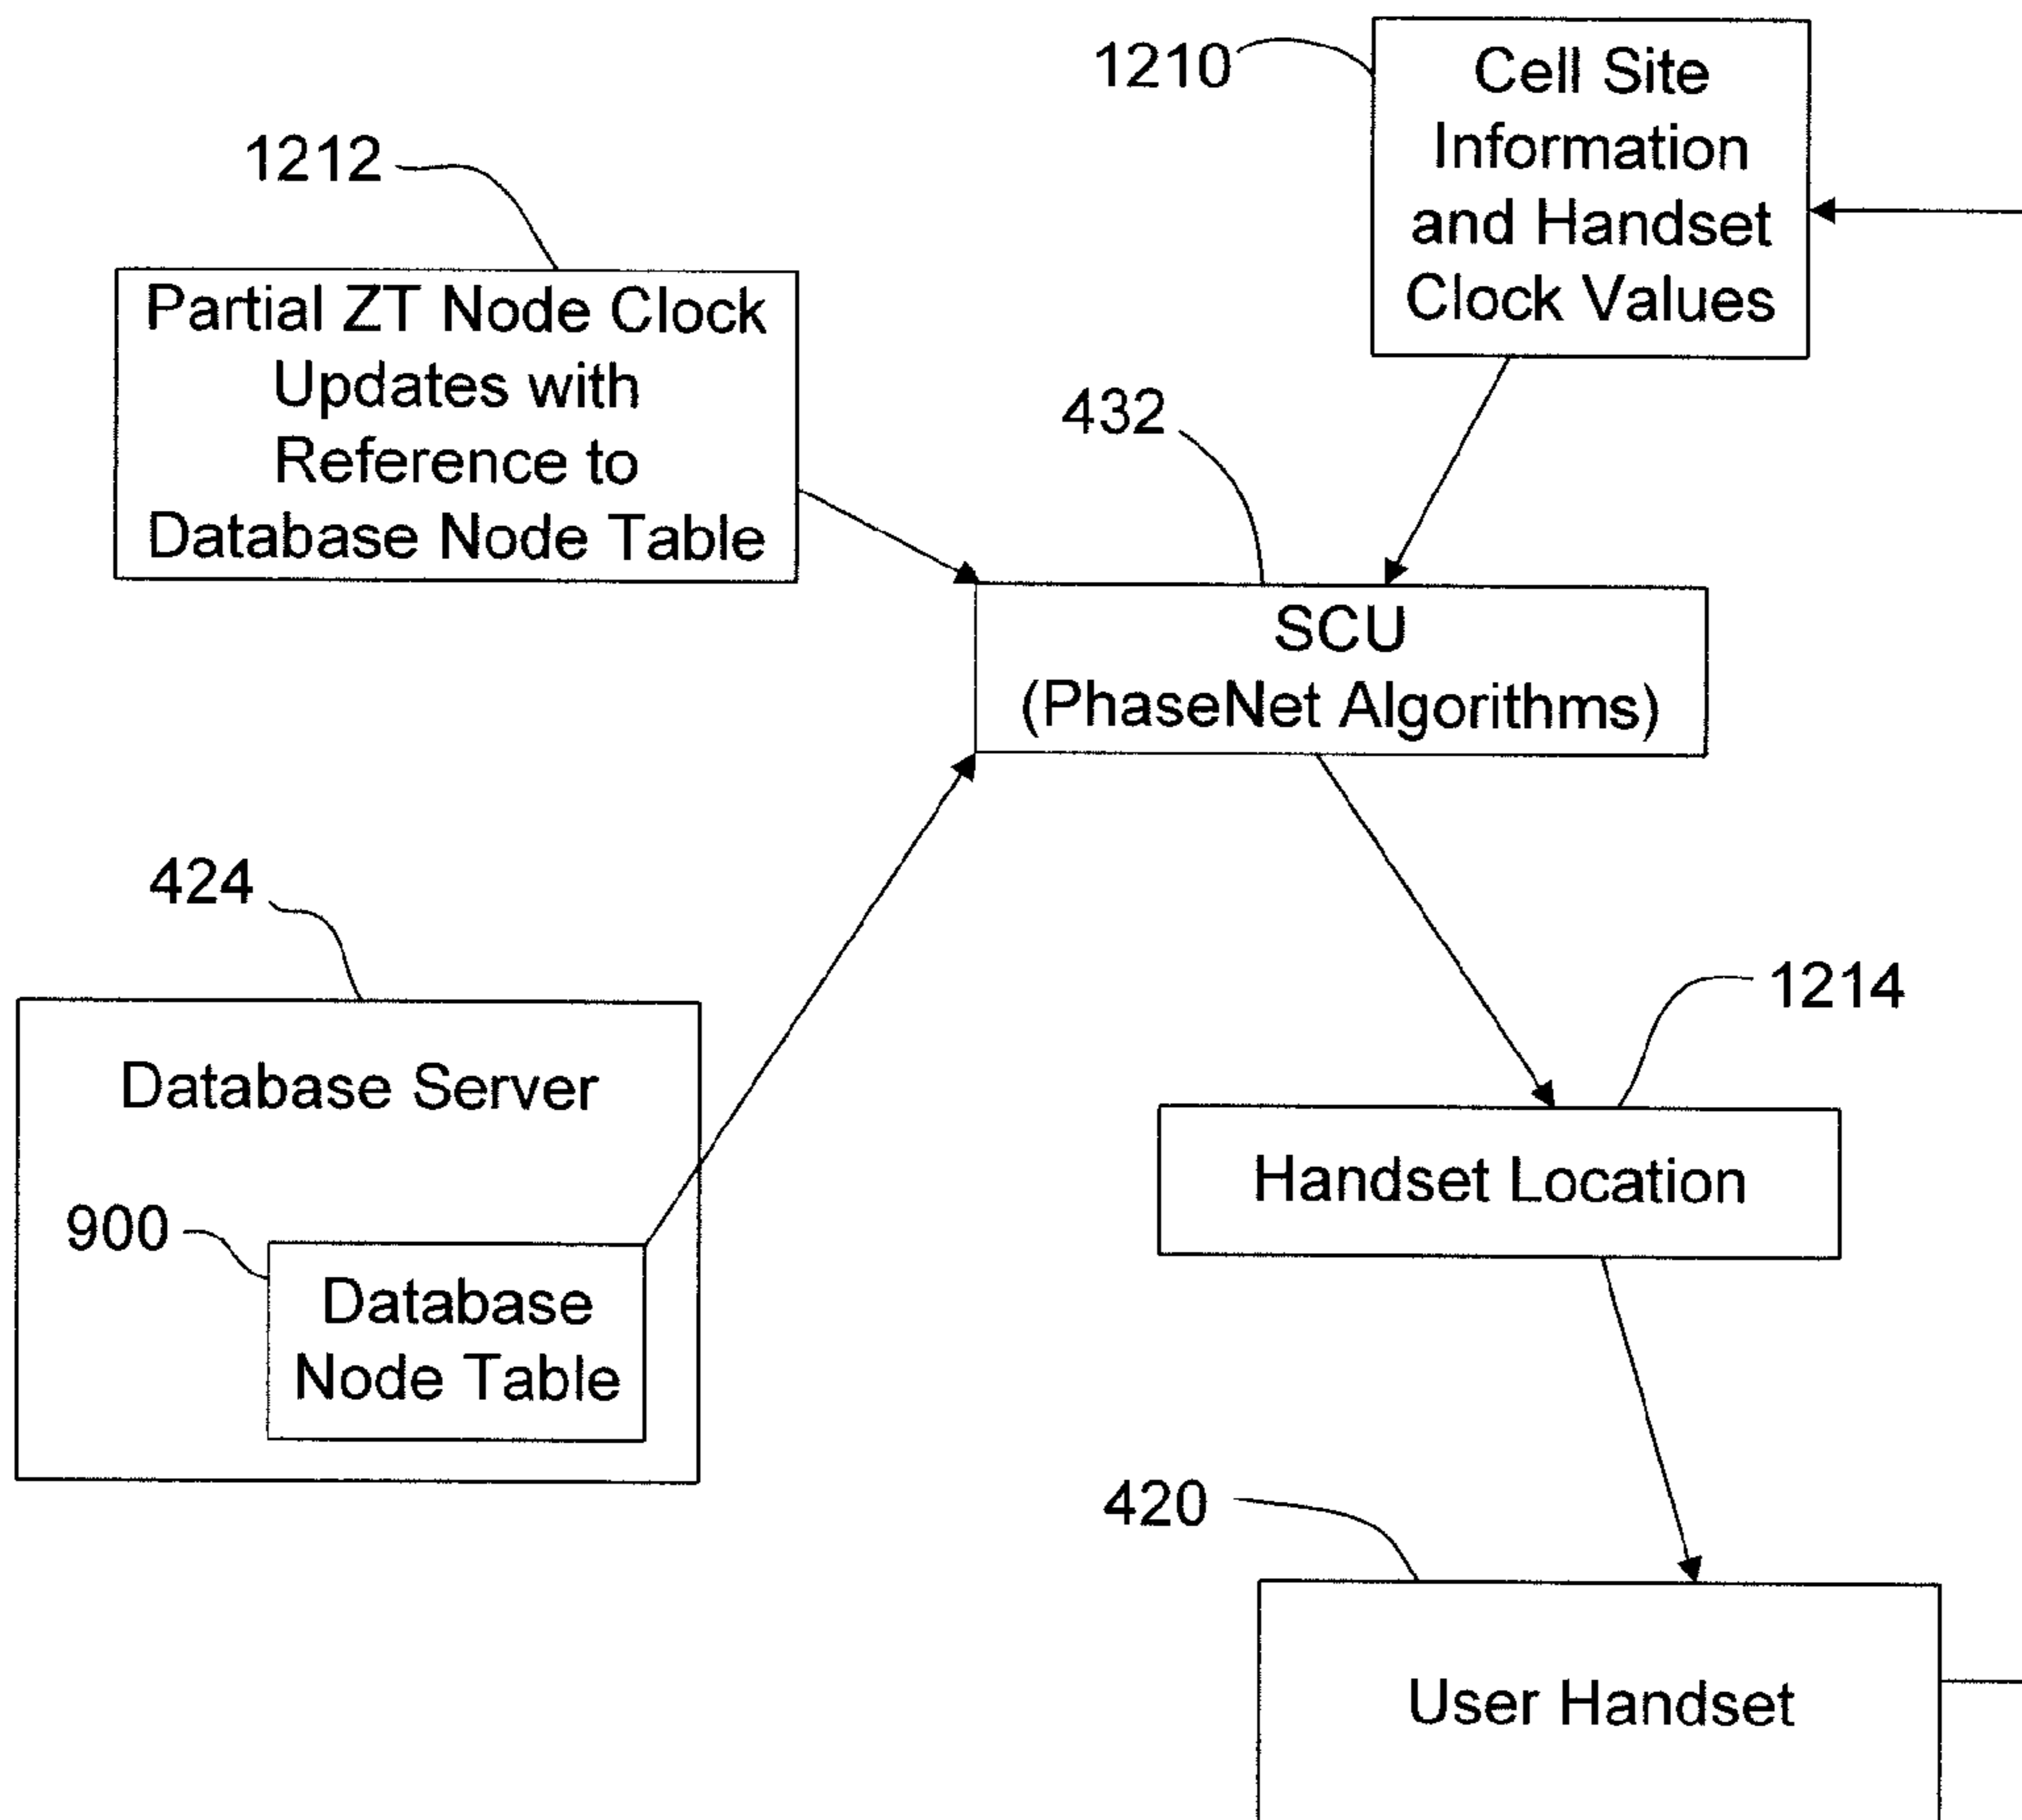 1210
Cell Site
Information
and Handset
Clock Values
1212
Partial ZT Node Clock
Updates with
Reference to
Database Node Table
432
SCU
(PhaseNet Algorithms)
424
Database Server
900
Database
Node Table
1214
Handset Location
420
User Handset